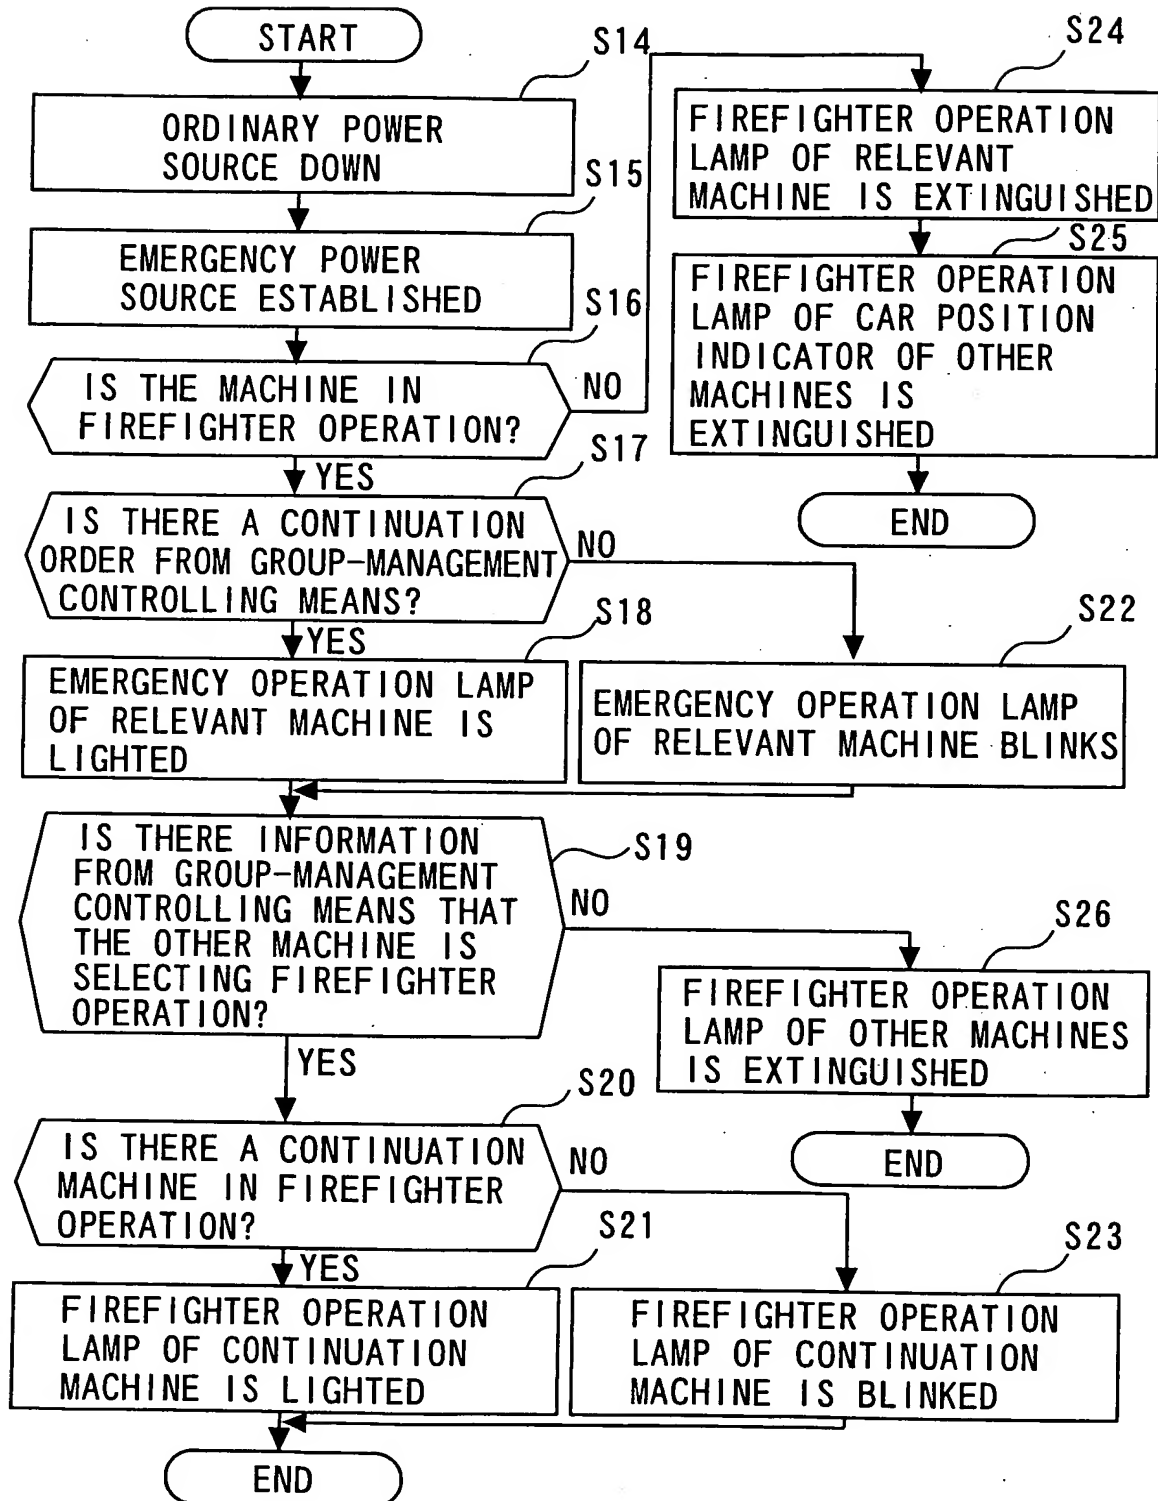 START
S14
ORDINARY POWER
SOURCE DOWN
S15
EMERGENCY POWER
SOURCE ESTABLISHED
S16
IS THE MACHINE IN
FIREFIGHTER OPERATION?
NO
YES
S17
IS THERE A CONTINUATION
ORDER FROM GROUP-MANAGEMENT
CONTROLLING MEANS?
NO
YES
S18
EMERGENCY OPERATION LAMP
OF RELEVANT MACHINE IS
LIGHTED
S22
EMERGENCY OPERATION LAMP
OF RELEVANT MACHINE BLINKS
IS THERE INFORMATION
FROM GROUP-MANAGEMENT
CONTROLLING MEANS THAT
THE OTHER MACHINE IS
SELECTING FIREFIGHTER
OPERATION?
S19
NO
YES
S26
FIREFIGHTER OPERATION
LAMP OF OTHER MACHINES
IS EXTINGUISHED
END
S20
IS THERE A CONTINUATION
MACHINE IN FIREFIGHTER
OPERATION?
NO
YES
S21
FIREFIGHTER OPERATION
LAMP OF CONTINUATION
MACHINE IS LIGHTED
S23
FIREFIGHTER OPERATION
LAMP OF CONTINUATION
MACHINE IS BLINKED
END
S24
FIREFIGHTER OPERATION
LAMP OF RELEVANT
MACHINE IS EXTINGUISHED
S25
FIREFIGHTER OPERATION
LAMP OF CAR POSITION
INDICATOR OF OTHER
MACHINES IS
EXTINGUISHED
END